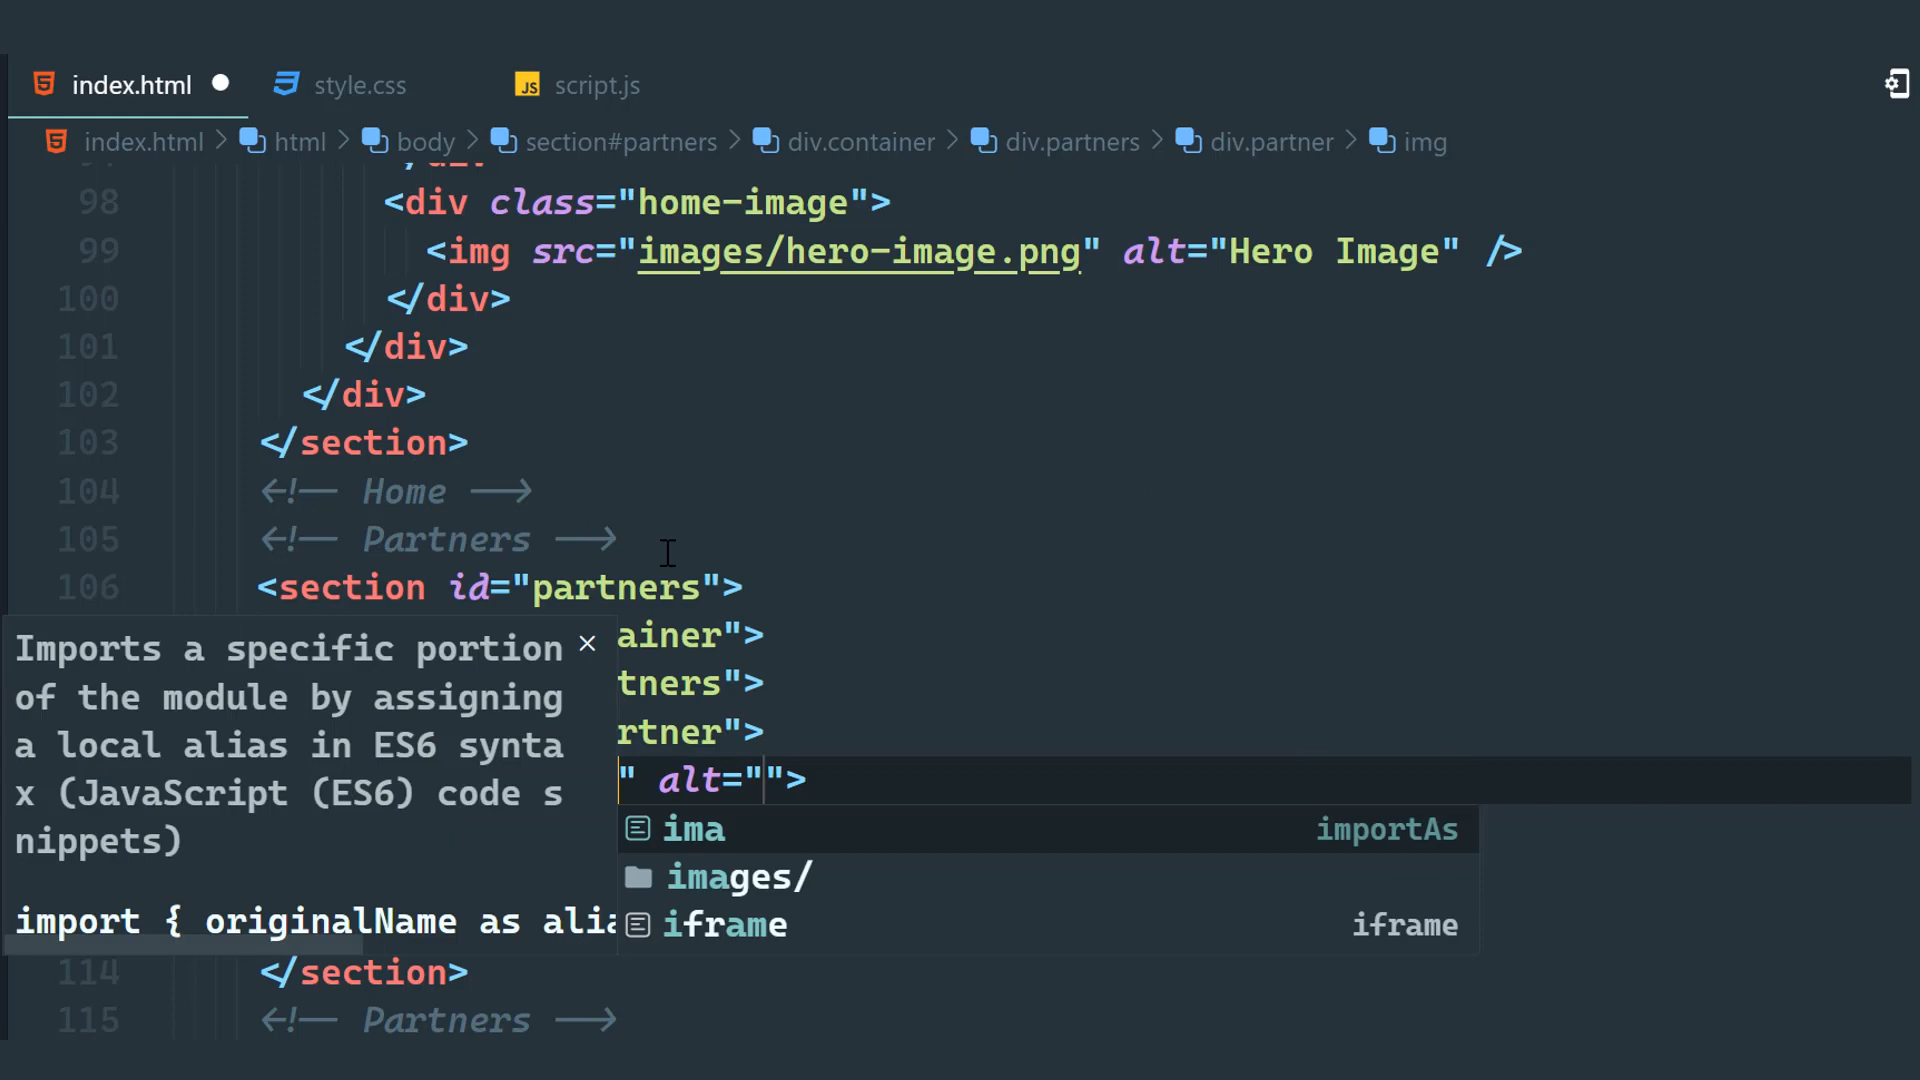 index.html style.css script.js
index.html > html > body > section#partners > div.container > div.partners > div.partner > img
98 <div class="home-image">
99 <img src="images/hero-image.png" alt="Hero Image" />
100 </div>
101 </div>
102 </div>
103 </section>
104 <!-- Home -->
105 <!-- Partners -->
106 <section id="partners">
ainer">
tners">
rtner">
" alt="">
Imports a specific portion
of the module by assigning
a local alias in ES6 synta
x (JavaScript (ES6) code s
nippets)
import { originalName as alia
ima importAs
images/
iframe iframe
114 </section>
115 <!-- Partners -->